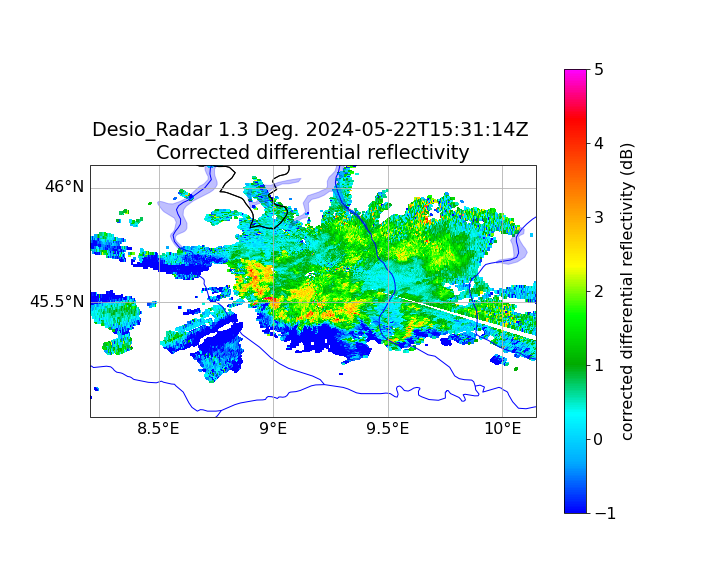 Desio_Radar 1.3 Deg. 2024-05-22T15:31:14Z
Corrected differential reflectivity
46°N
45.5°N
8.5°E
9°E
9.5°E
10°E
5
4
3
2
1
0
−1
corrected differential reflectivity (dB)